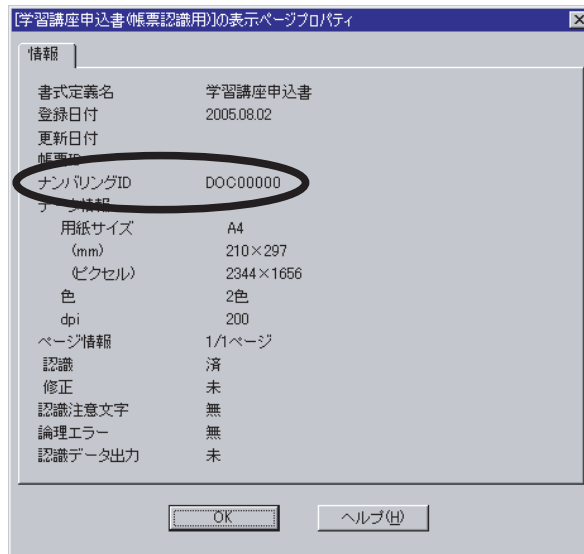 [学習講座申込書(帳票認識用)]の表示ページプロパティ
情報
書式定義名 学習講座申込書
登録日付 2005.08.02
更新日付
帳票ID
ナンバリングID DOC00000
データ情報
用紙サイズ A4
(mm) 210×297
(ピクセル) 2344×1656
色 2色
dpi 200
ページ情報 1/1ページ
認識 済
修正 未
認識注意文字 無
論理エラー 無
認識データ出力 未
OK ヘルプ(H)